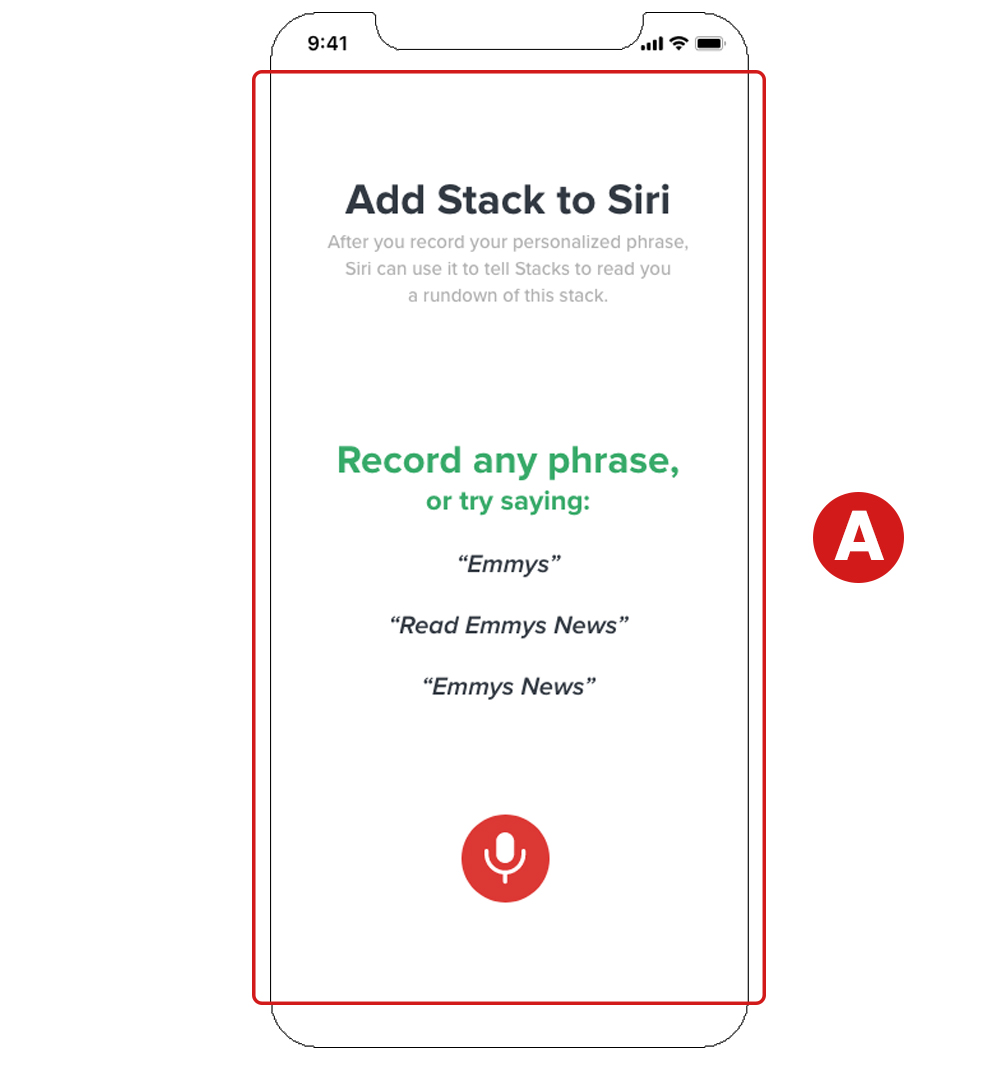 9:41
Add Stack to Siri
After you record your personalized phrase,
Siri can use it to tell Stacks to read you
a rundown of this stack.
Record any phrase,
or try saying:
“Emmys”
“Read Emmys News”
“Emmys News”
A